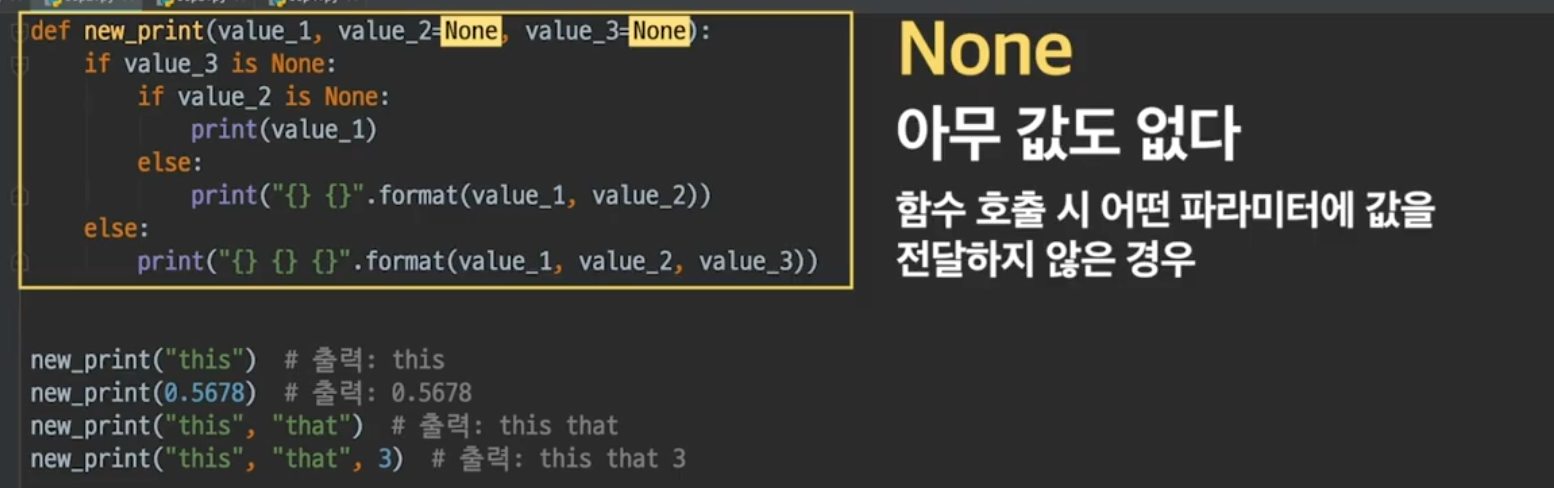 def new_print(value_1, value_2=None, value_3=None):
    if value_3 is None:
        if value_2 is None:
            print(value_1)
        else:
            print("{} {}".format(value_1, value_2))
    else:
        print("{} {} {}".format(value_1, value_2, value_3))
new_print("this")  # 출력: this
new_print(0.5678)  # 출력: 0.5678
new_print("this", "that")  # 출력: this that
new_print("this", "that", 3)  # 출력: this that 3
None
아무 값도 없다
함수 호출 시 어떤 파라미터에 값을
전달하지 않은 경우